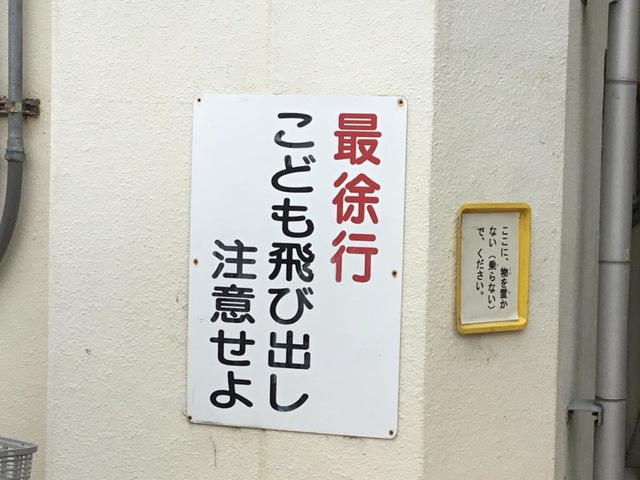 最徐行
こども飛び出し
注意せよ
ここに、物を置か
ない(乗らない)
で、ください。